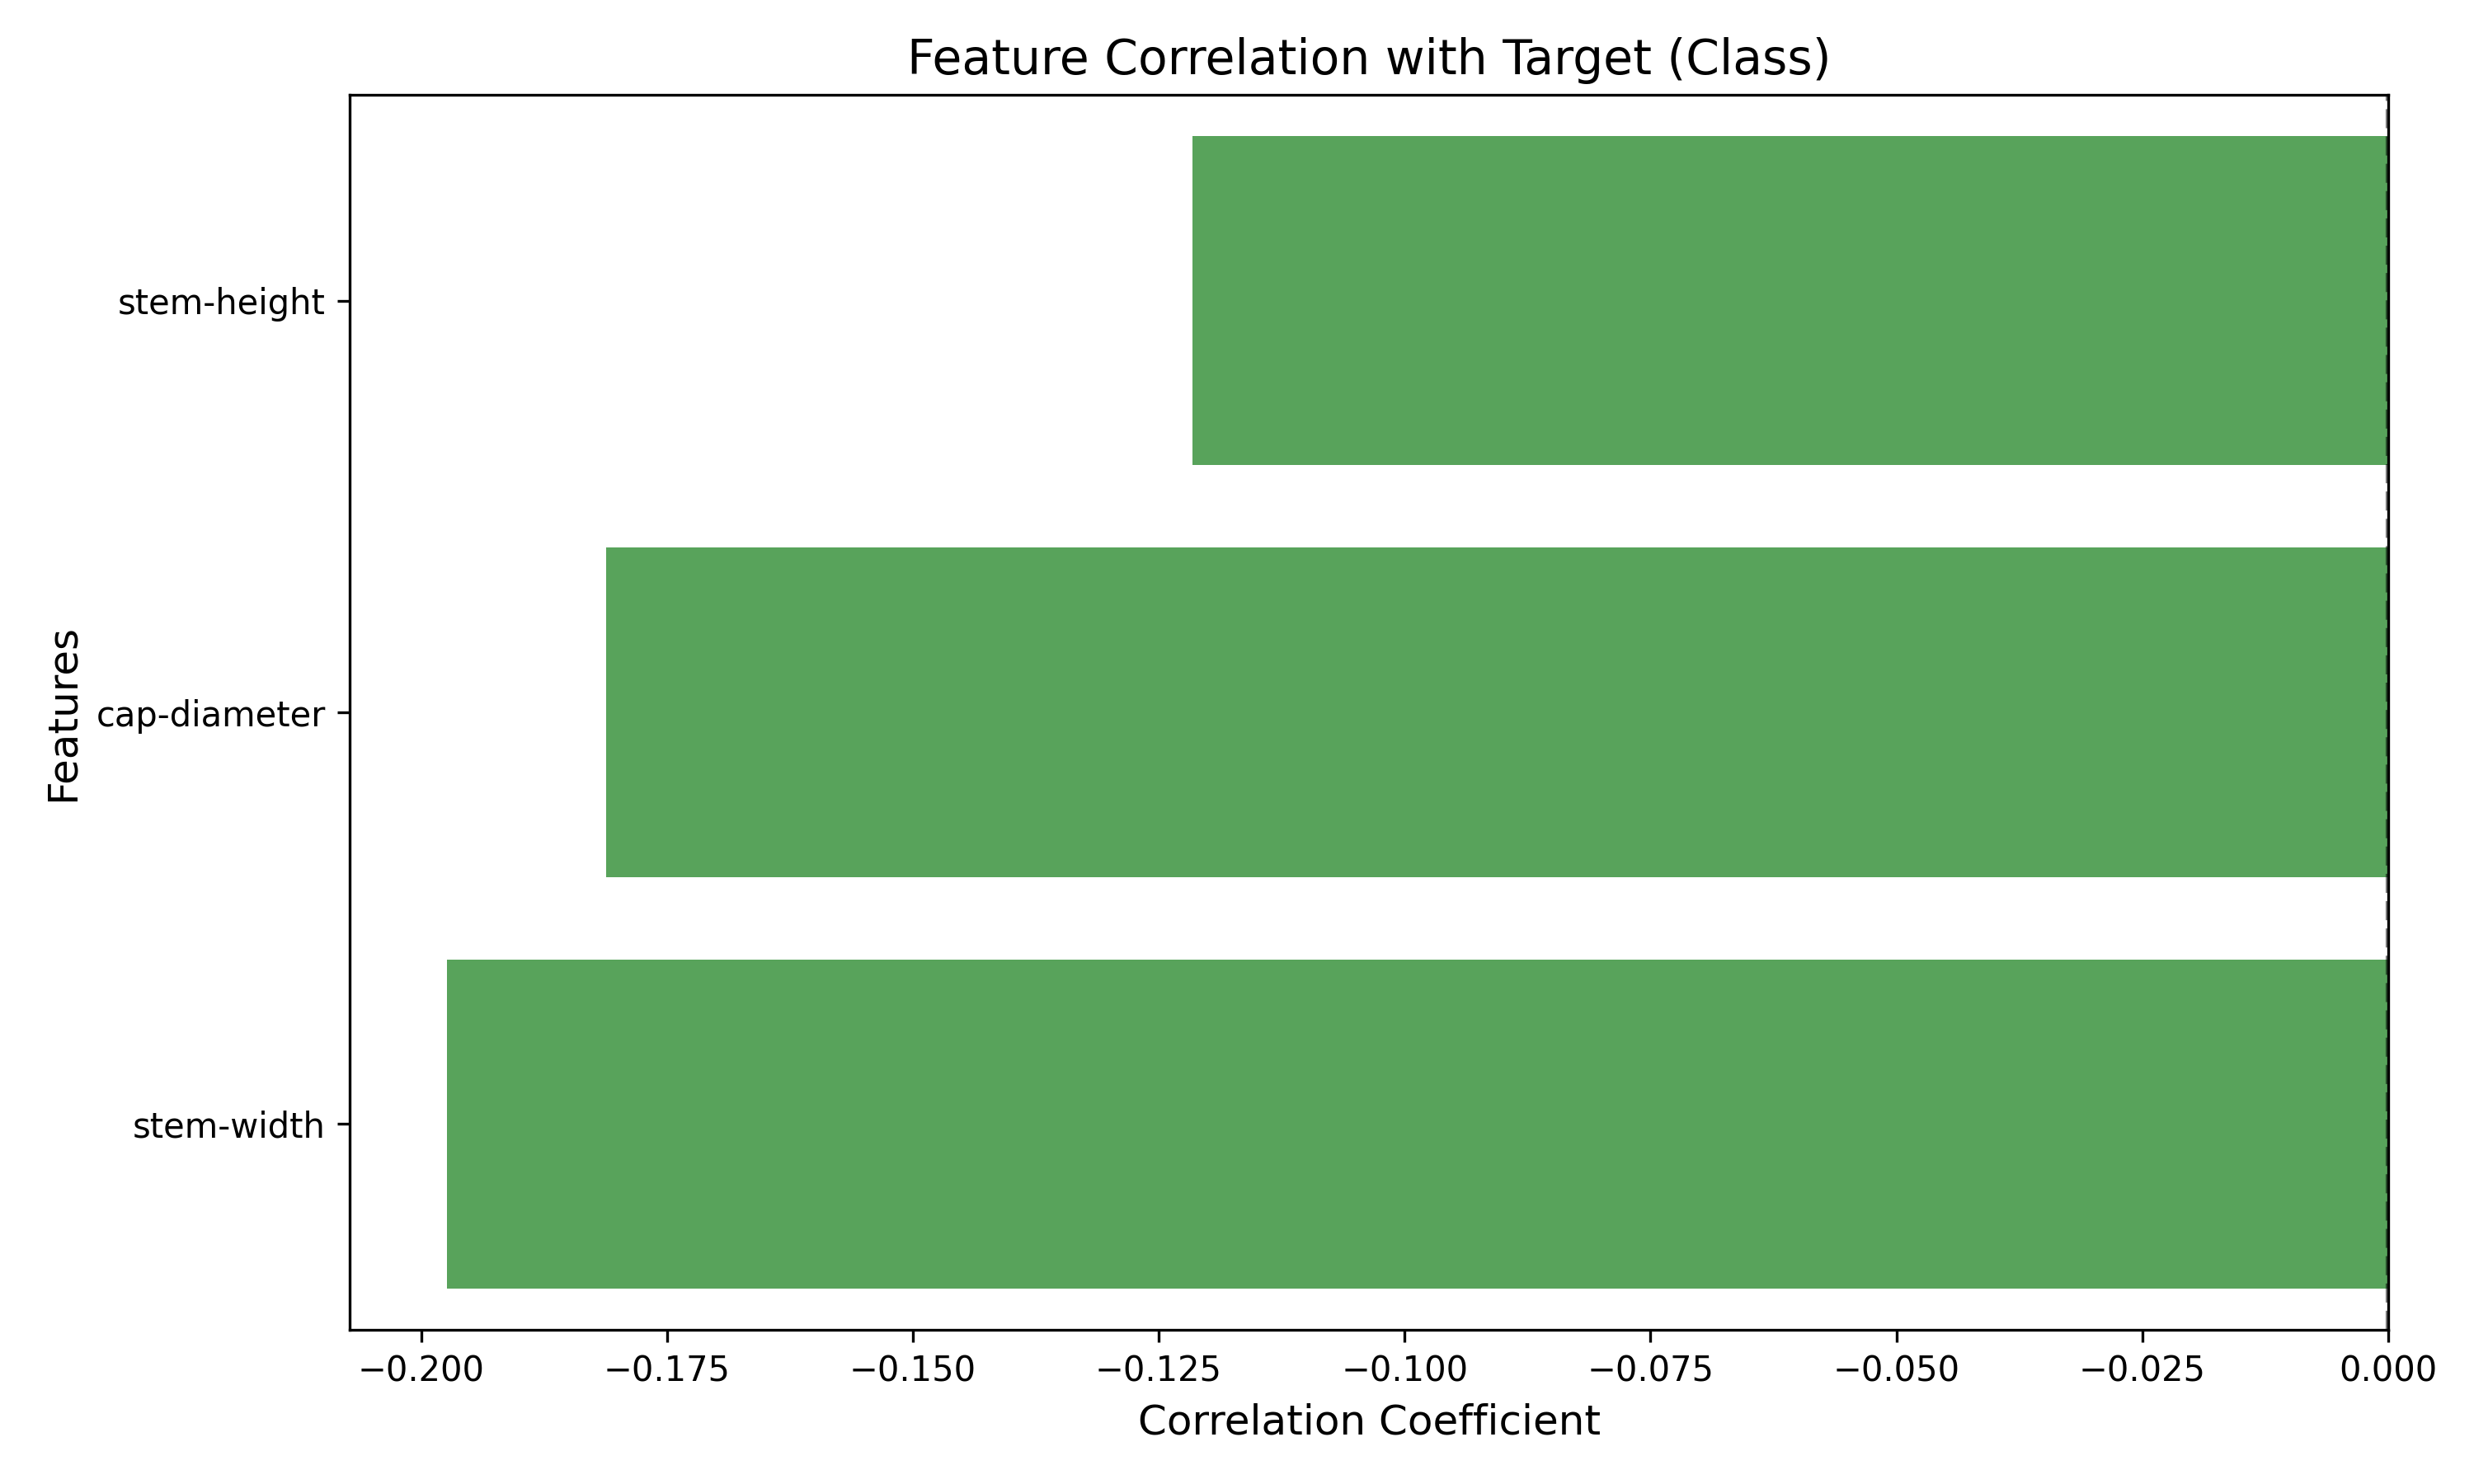 Feature Correlation with Target (Class)
stem-height
cap-diameter
stem-width
Features
−0.200
−0.175
−0.150
−0.125
−0.100
−0.075
−0.050
−0.025
0.000
Correlation Coefficient